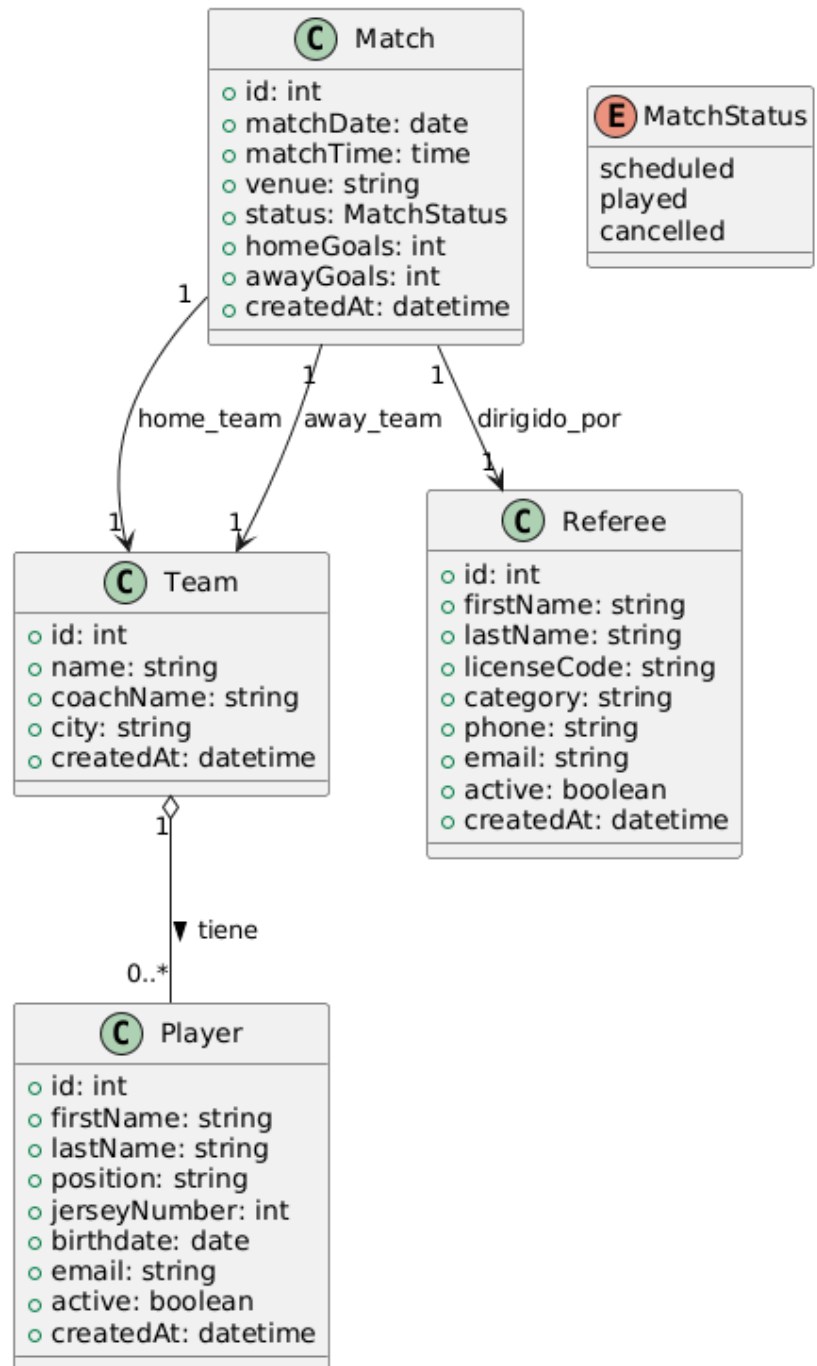 C Match
id: int
matchDate: date
matchTime: time
venue: string
status: MatchStatus
homeGoals: int
awayGoals: int
createdAt: datetime
E MatchStatus
scheduled
played
cancelled
1
1
1
home_team
away_team
dirigido_por
1
1
1
C Team
id: int
name: string
coachName: string
city: string
createdAt: datetime
C Referee
id: int
firstName: string
lastName: string
licenseCode: string
category: string
phone: string
email: string
active: boolean
createdAt: datetime
1
tiene
0..*
C Player
id: int
firstName: string
lastName: string
position: string
jerseyNumber: int
birthdate: date
email: string
active: boolean
createdAt: datetime